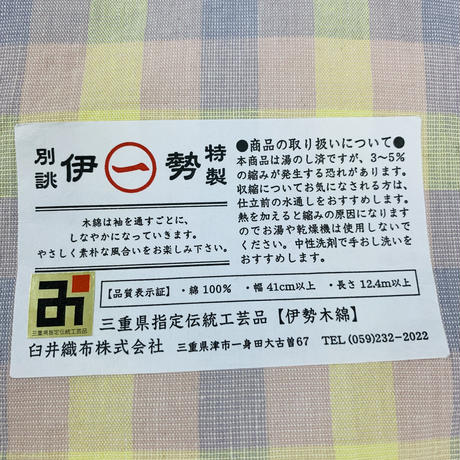 別誂 伊 一 勢 特製
木綿は袖を通すごとに、
しなやかになっていきます。
やさしく素朴な風合いをお楽しみ下さい。
●商品の取り扱いについて●
本商品は湯のし済ですが、3〜5%
の縮みが発生する恐れがあります。
収縮についてお気になされる方は、
仕立前の水通しをおすすめします。
熱を加えると縮みの原因になります
のでお湯や乾燥機は使用しないで
ください。中性洗剤で手おし洗いを
おすすめします。
三重県指定伝統工芸品
【品質表示証】 ・綿100% ・幅41cm以上 ・長さ12.4m以上
三重県指定伝統工芸品【伊勢木綿】
臼井織布株式会社 三重県津市一身田大古曽67 TEL(059)232-2022